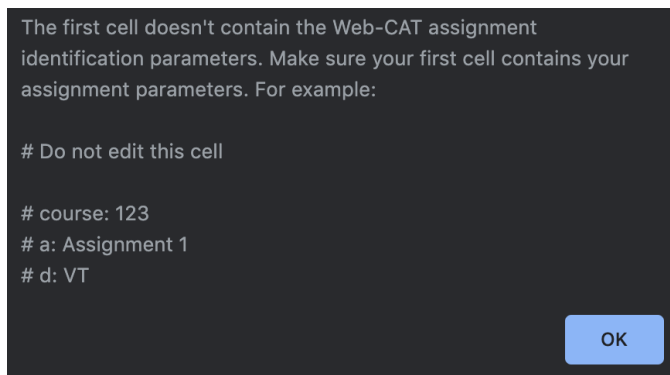 The first cell doesn't contain the Web-CAT assignment
identification parameters. Make sure your first cell contains your
assignment parameters. For example:
# Do not edit this cell
# course: 123
# a: Assignment 1
# d: VT
OK